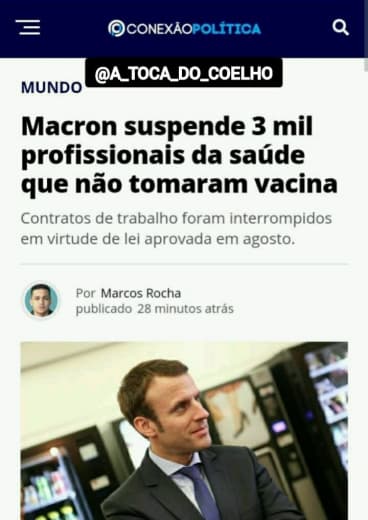 CONEXÃOPOLÍTICA
@A_TOCA_DO_COELHO
MUNDO
Macron suspende 3 mil
profissionais da saúde
que não tomaram vacina
Contratos de trabalho foram interrompidos
em virtude de lei aprovada em agosto.
Por Marcos Rocha
publicado 28 minutos atrás